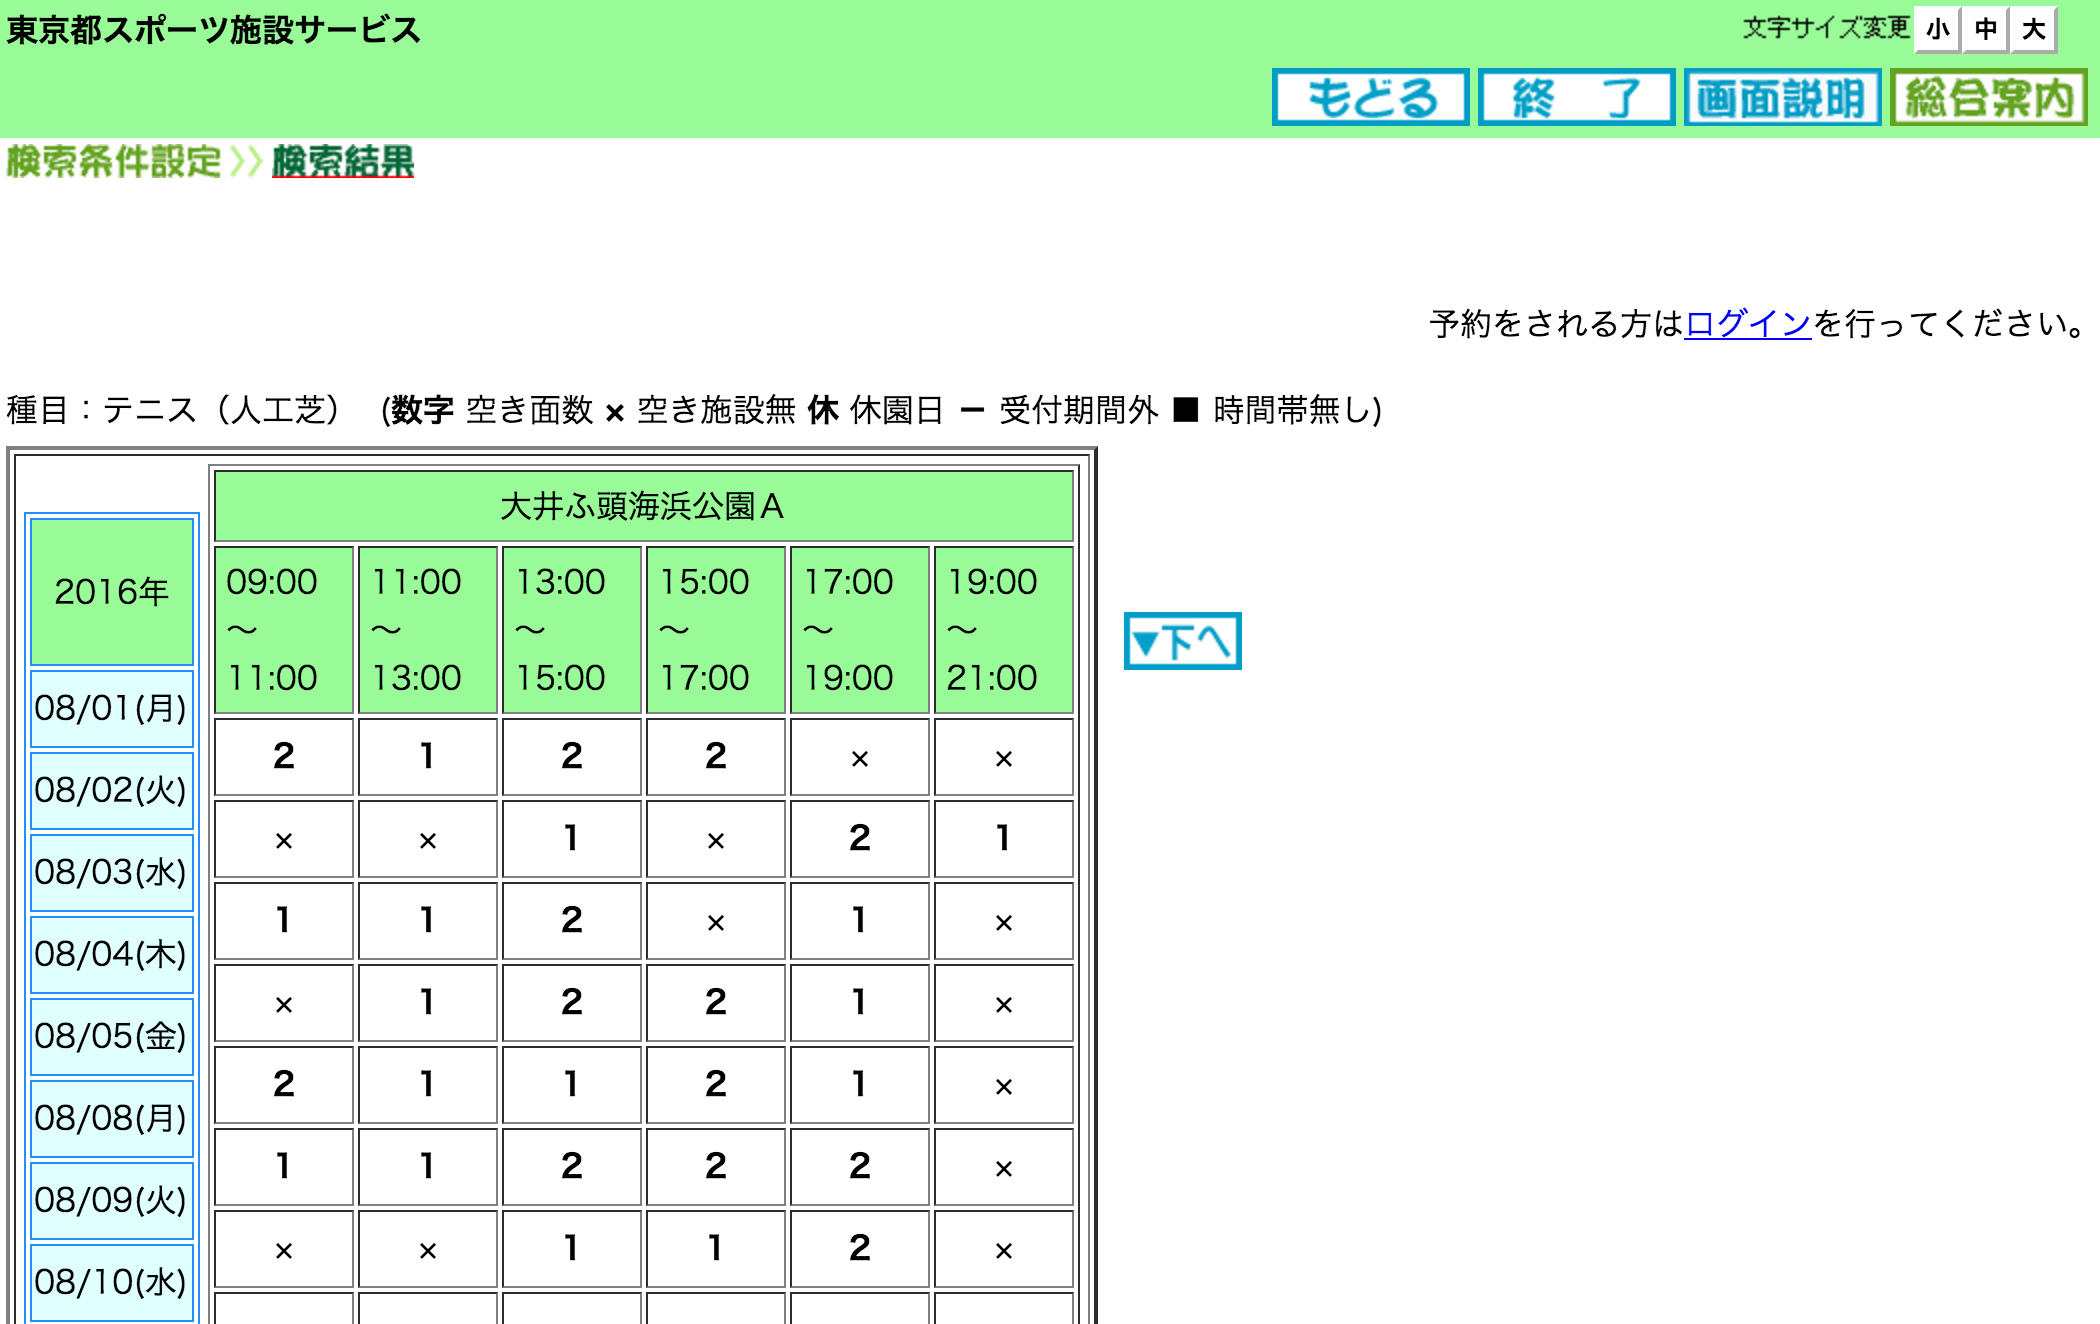 東京都スポーツ施設サービス
文字サイズ変更 小 中 大
もどる 終 了 画面説明 総合案内
検索条件設定 >> 検索結果
予約をされる方はログインを行ってください。
種目：テニス（人工芝） (数字 空き面数 × 空き施設無 休 休園日 － 受付期間外 ■ 時間帯無し)
大井ふ頭海浜公園Ａ
2016年
09:00 ～ 11:00
11:00 ～ 13:00
13:00 ～ 15:00
15:00 ～ 17:00
17:00 ～ 19:00
19:00 ～ 21:00
▼下へ
08/01(月)
2 1 2 2 × ×
08/02(火)
× × 1 × 2 1
08/03(水)
1 1 2 × 1 ×
08/04(木)
× 1 2 2 1 ×
08/05(金)
2 1 1 2 1 ×
08/08(月)
1 1 2 2 2 ×
08/09(火)
× × 1 1 2 ×
08/10(水)